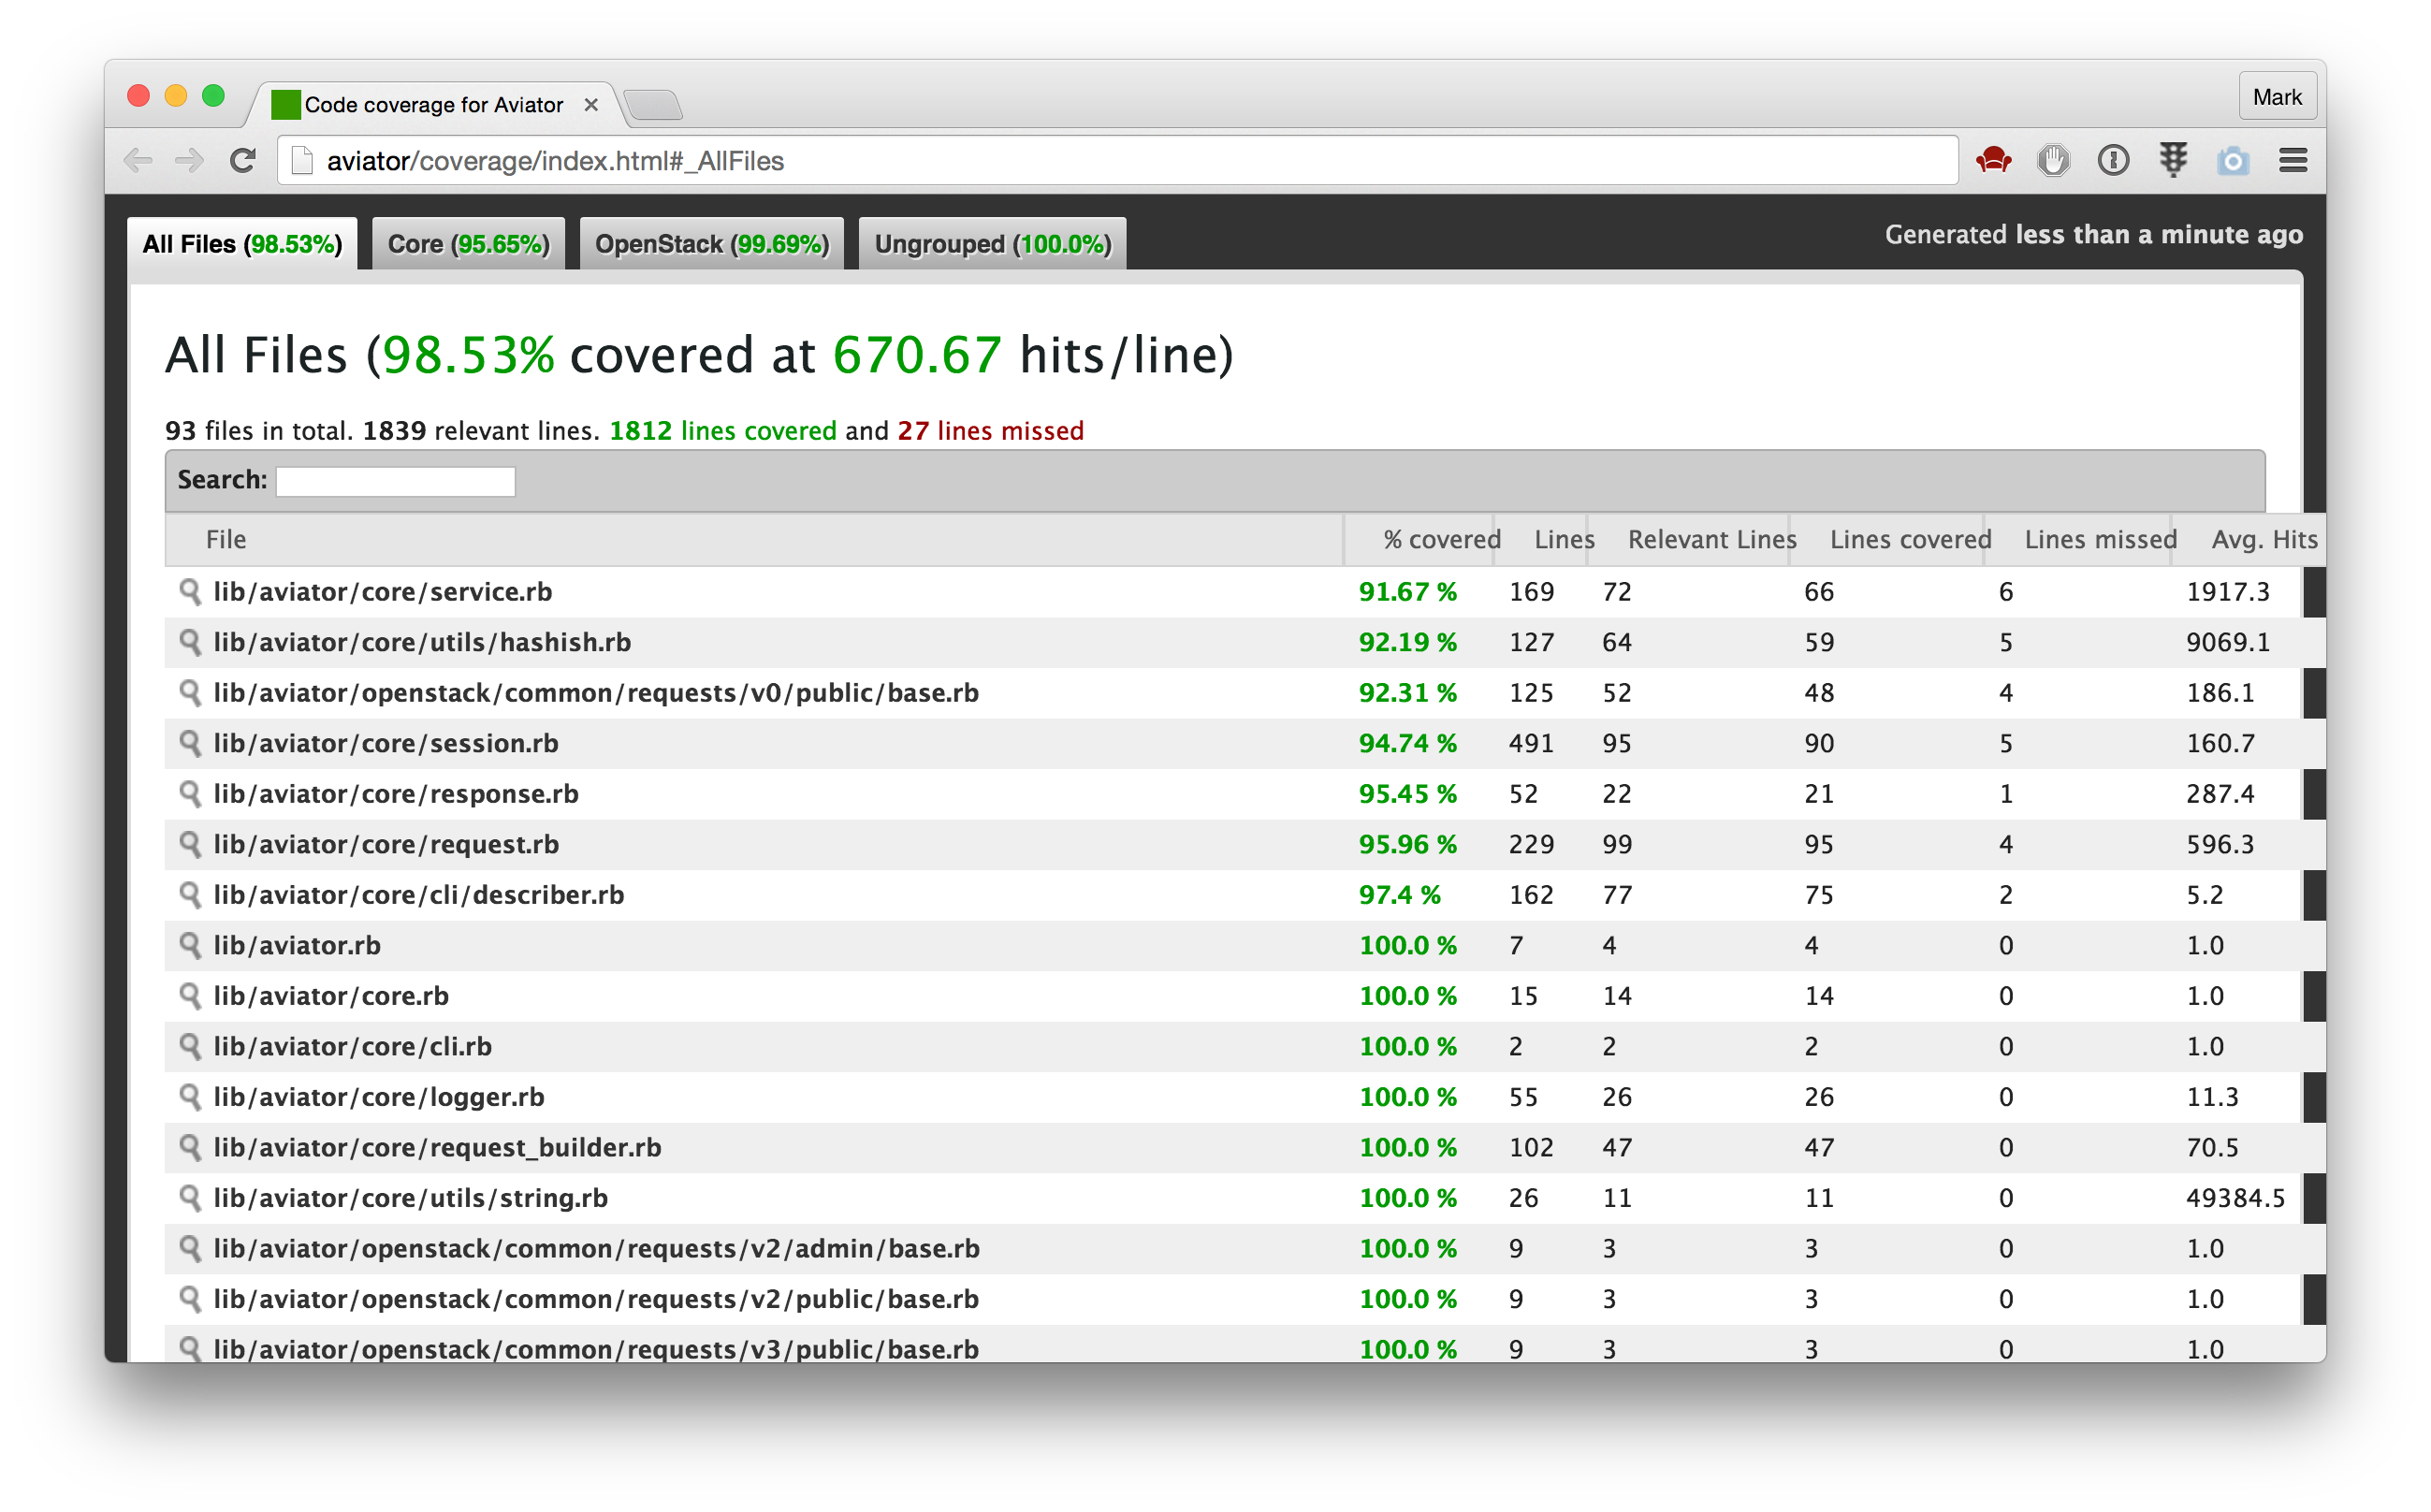 Code coverage for Aviator
Mark
aviator/coverage/index.html#_AllFiles
All Files (98.53%) Core (95.65%) OpenStack (99.69%) Ungrouped (100.0%) Generated less than a minute ago
All Files (98.53% covered at 670.67 hits/line)
93 files in total. 1839 relevant lines. 1812 lines covered and 27 lines missed
Search:
File % covered Lines Relevant Lines Lines covered Lines missed Avg. Hits
lib/aviator/core/service.rb 91.67 % 169 72 66 6 1917.3
lib/aviator/core/utils/hashish.rb 92.19 % 127 64 59 5 9069.1
lib/aviator/openstack/common/requests/v0/public/base.rb 92.31 % 125 52 48 4 186.1
lib/aviator/core/session.rb 94.74 % 491 95 90 5 160.7
lib/aviator/core/response.rb 95.45 % 52 22 21 1 287.4
lib/aviator/core/request.rb 95.96 % 229 99 95 4 596.3
lib/aviator/core/cli/describer.rb 97.4 % 162 77 75 2 5.2
lib/aviator.rb 100.0 % 7 4 4 0 1.0
lib/aviator/core.rb 100.0 % 15 14 14 0 1.0
lib/aviator/core/cli.rb 100.0 % 2 2 2 0 1.0
lib/aviator/core/logger.rb 100.0 % 55 26 26 0 11.3
lib/aviator/core/request_builder.rb 100.0 % 102 47 47 0 70.5
lib/aviator/core/utils/string.rb 100.0 % 26 11 11 0 49384.5
lib/aviator/openstack/common/requests/v2/admin/base.rb 100.0 % 9 3 3 0 1.0
lib/aviator/openstack/common/requests/v2/public/base.rb 100.0 % 9 3 3 0 1.0
lib/aviator/openstack/common/requests/v3/public/base.rb 100.0 % 9 3 3 0 1.0